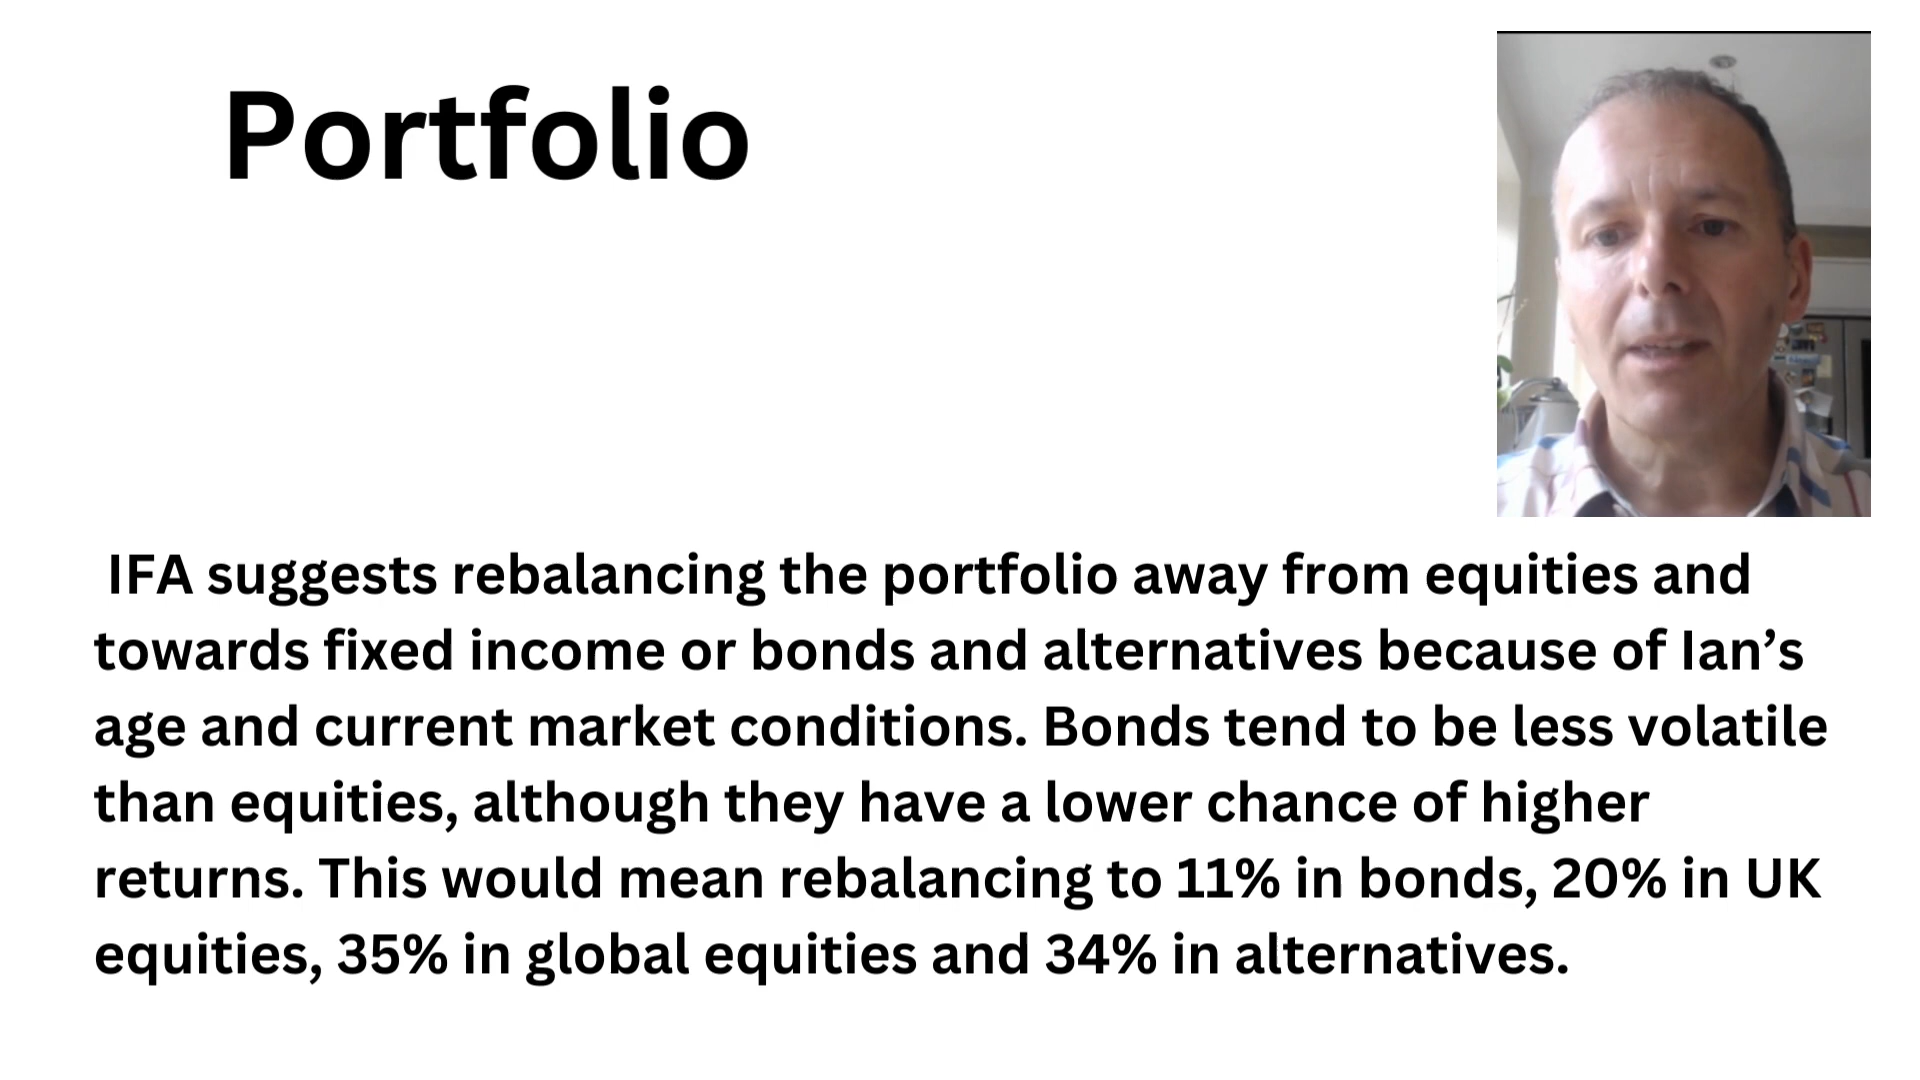 Portfolio
IFA suggests rebalancing the portfolio away from equities and
towards fixed income or bonds and alternatives because of Ian’s
age and current market conditions. Bonds tend to be less volatile
than equities, although they have a lower chance of higher
returns. This would mean rebalancing to 11% in bonds, 20% in UK
equities, 35% in global equities and 34% in alternatives.